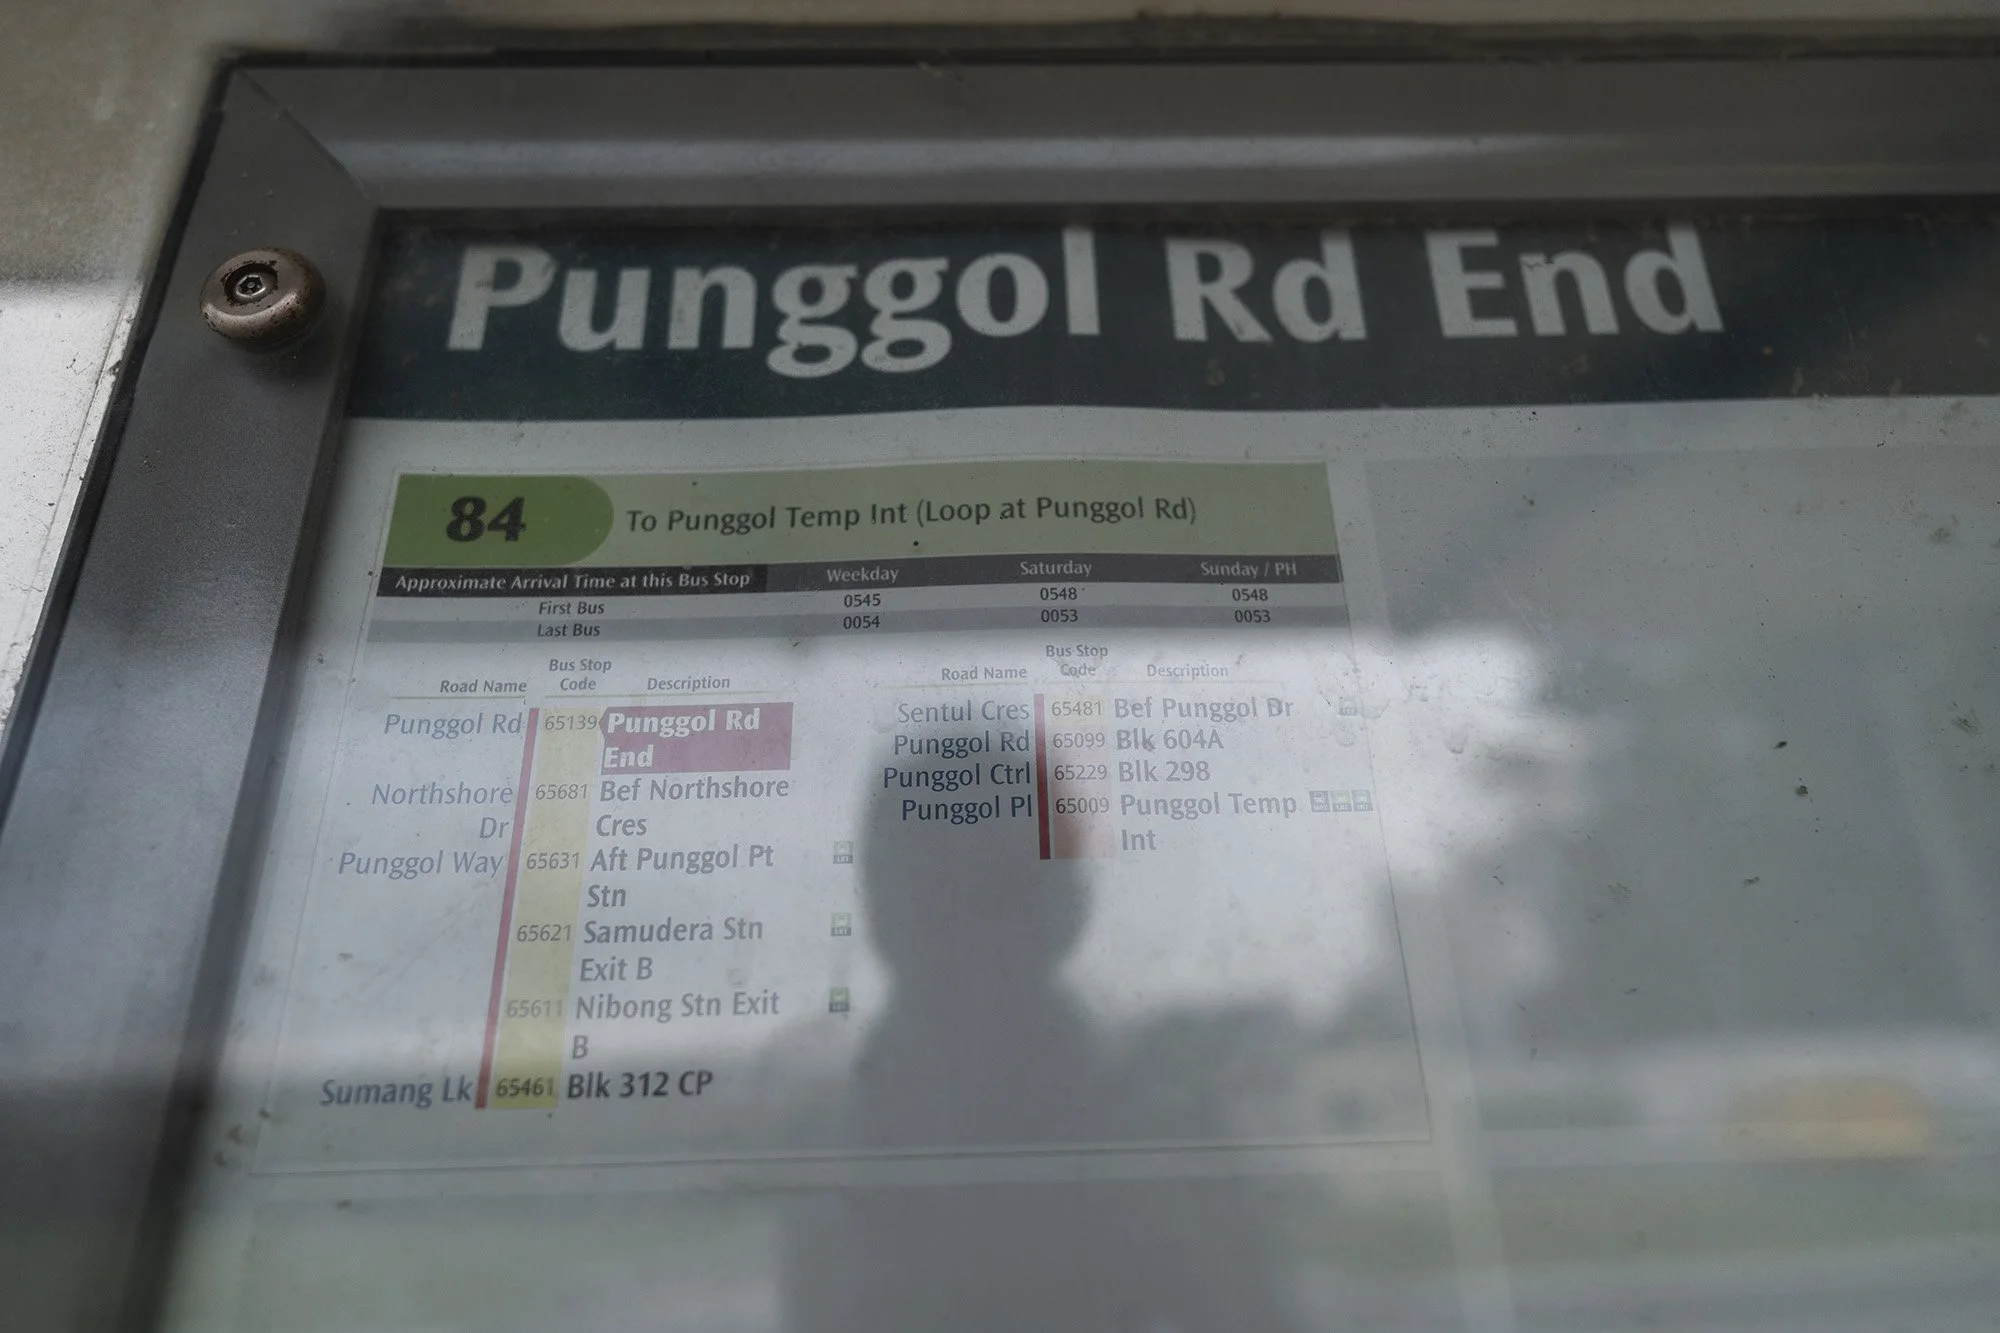 Punggol Rd End
84 To Punggol Temp Int (Loop at Punggol Rd)
Approximate Arrival Time at this Bus Stop Weekday Saturday Sunday / PH
First Bus 0545 0548 0548
Last Bus 0054 0053 0053
Road Name Bus Stop Code Description
Punggol Rd 65139 Punggol Rd
End
Northshore 65681 Bef Northshore
Dr Cres
Punggol Way 65631 Aft Punggol Pt
Stn
65621 Samudera Stn
Exit B
65611 Nibong Stn Exit
B
Sumang Lk 65461 Blk 312 CP
Road Name Bus Stop Code Description
Sentul Cres 65481 Bef Punggol Dr
Punggol Rd 65099 Blk 604A
Punggol Ctrl 65229 Blk 298
Punggol Pl 65009 Punggol Temp
Int